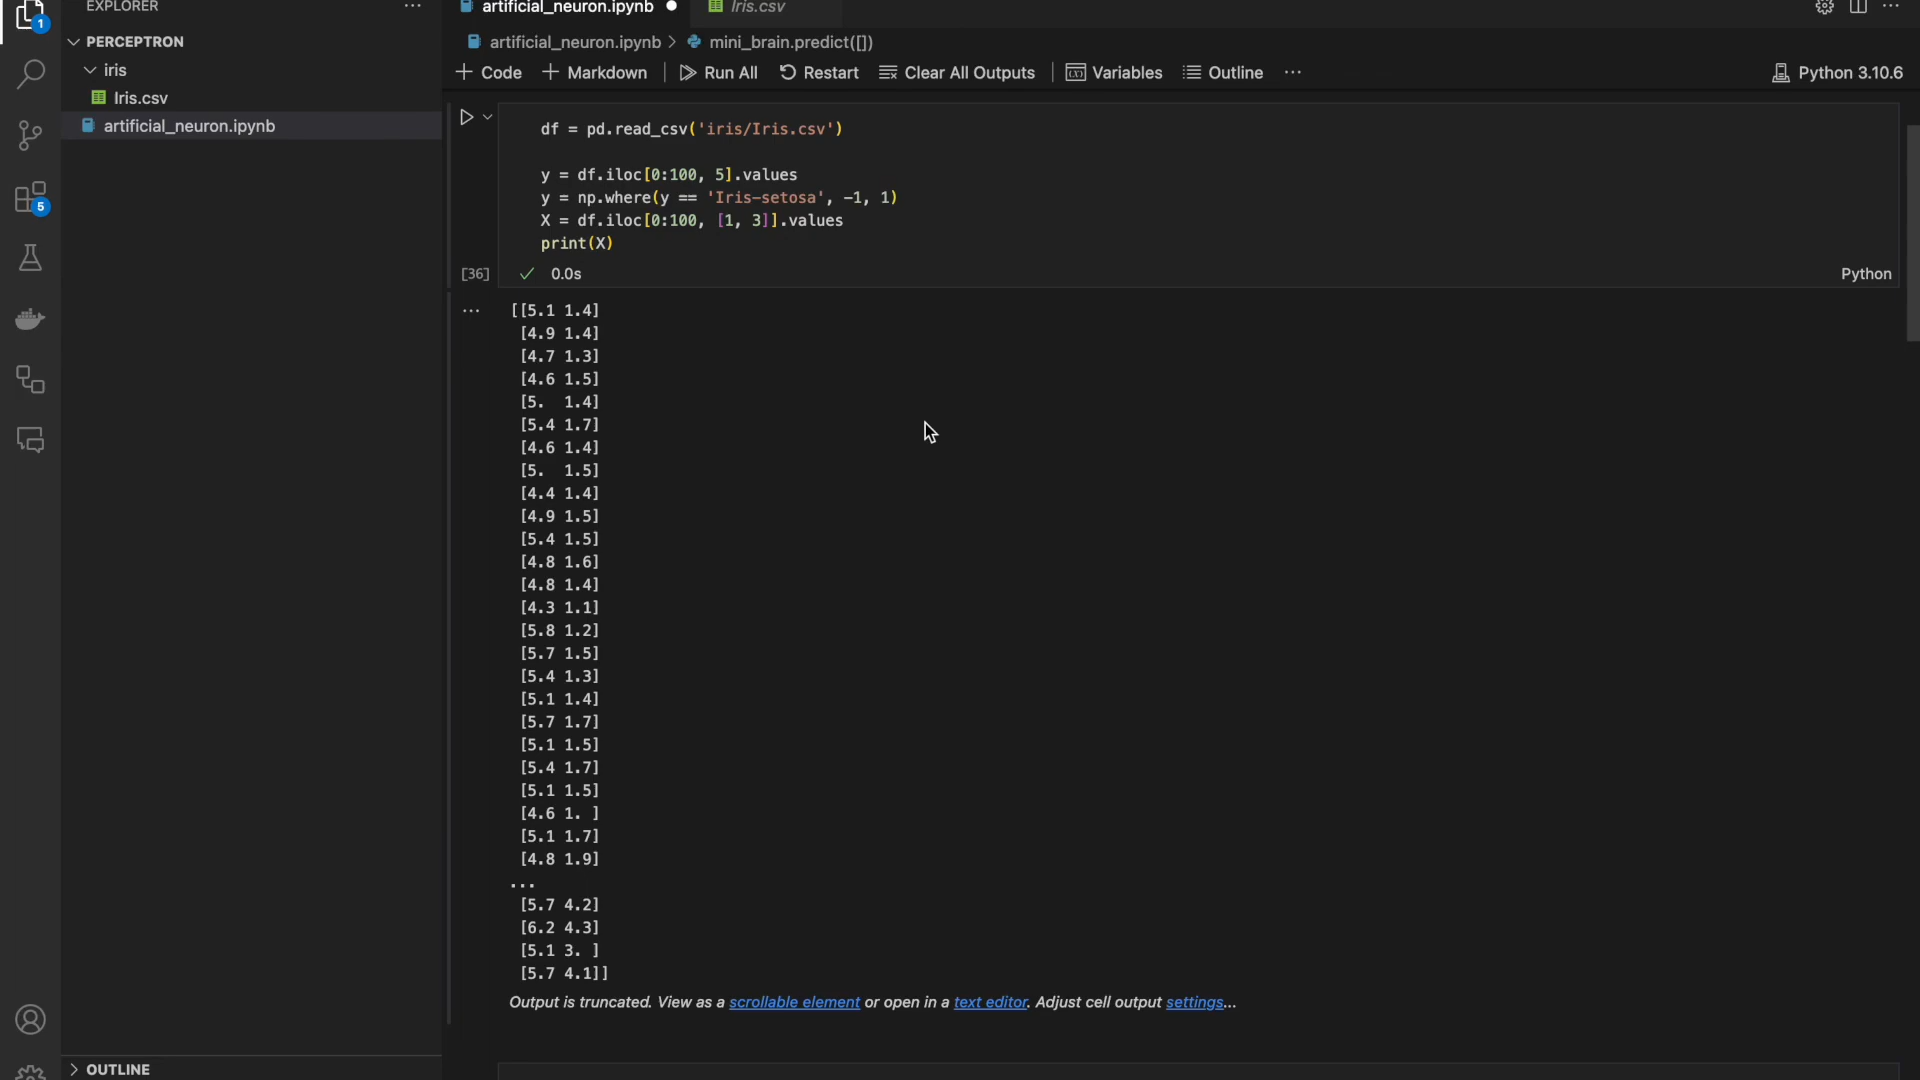 EXPLORER
PERCEPTRON
iris
Iris.csv
artificial_neuron.ipynb
OUTLINE
1
5
artificial_neuron.ipynb
Iris.csv
artificial_neuron.ipynb > mini_brain.predict([])
Code
Markdown
Run All
Restart
Clear All Outputs
Variables
Outline
...
Python 3.10.6
df = pd.read_csv('iris/Iris.csv')
y = df.iloc[0:100, 5].values
y = np.where(y == 'Iris-setosa', -1, 1)
X = df.iloc[0:100, [1, 3]].values
print(X)
[36]
0.0s
Python
...
[[5.1 1.4]
[4.9 1.4]
[4.7 1.3]
[4.6 1.5]
[5.  1.4]
[5.4 1.7]
[4.6 1.4]
[5.  1.5]
[4.4 1.4]
[4.9 1.5]
[5.4 1.5]
[4.8 1.6]
[4.8 1.4]
[4.3 1.1]
[5.8 1.2]
[5.7 1.5]
[5.4 1.3]
[5.1 1.4]
[5.7 1.7]
[5.1 1.5]
[5.4 1.7]
[5.1 1.5]
[4.6 1. ]
[5.1 1.7]
[4.8 1.9]
...
[5.7 4.2]
[6.2 4.3]
[5.1 3. ]
[5.7 4.1]]
Output is truncated. View as a scrollable element or open in a text editor. Adjust cell output settings...